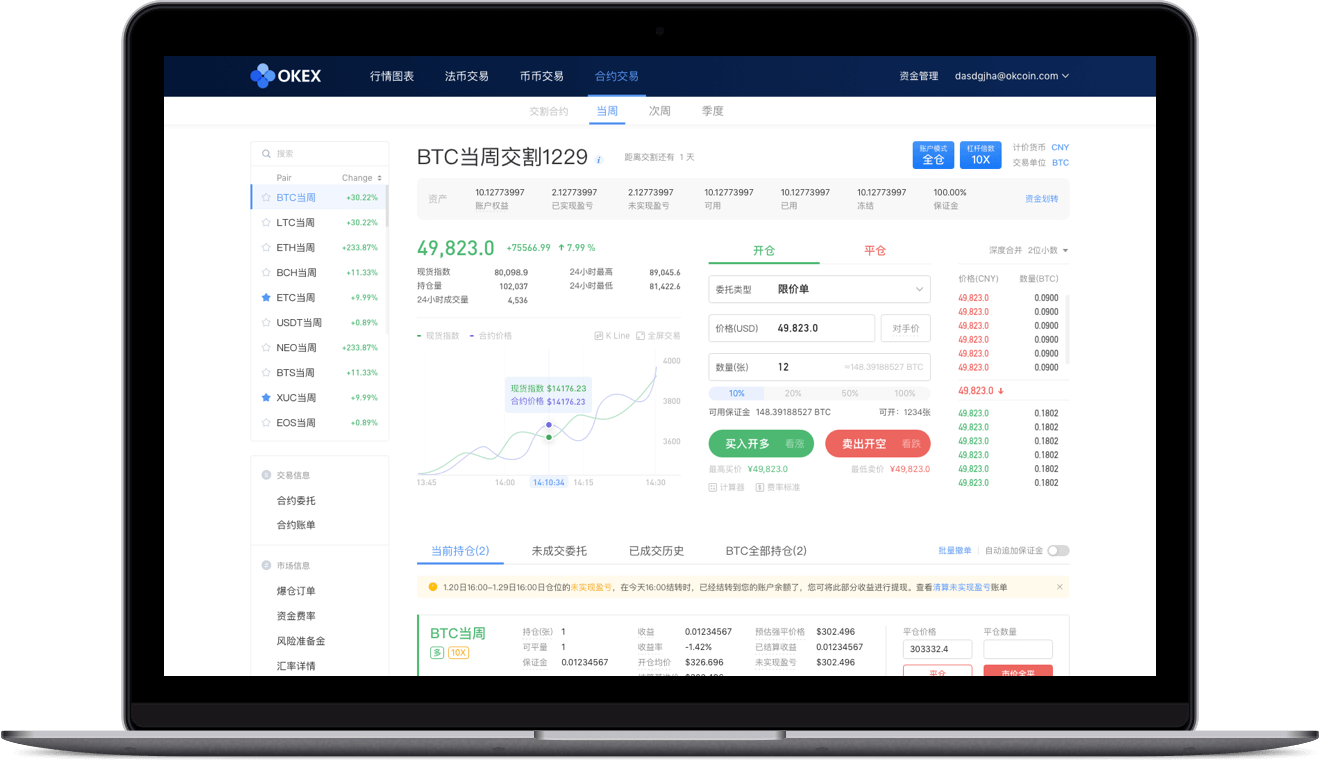 OKEX 行情图表 法币交易 币币交易 合约交易 资金管理 dasdgjha@okcoin.com
交割合约 当周 次周 季度
搜索
Pair Change
BTC当周 +30.22%
LTC当周 +30.22%
ETH当周 +233.87%
BCH当周 +11.33%
ETC当周 +9.99%
USDT当周 +0.89%
NEO当周 +233.87%
BTS当周 +11.33%
XUC当周 +9.99%
EOS当周 +0.89%
交易信息
合约委托
合约账单
市场信息
爆仓订单
资金费率
风险准备金
汇率详情
BTC当周交割1229 i 距离交割还有 1 天
账户模式 全仓
杠杆倍数 10X
计价货币 CNY
交易单位 BTC
资产
10.12773997 2.12773997 2.12773997 10.12773997 10.12773997 10.12773997 100.00%
账户权益 已实现盈亏 未实现盈亏 可用 已用 冻结 保证金
资金划转
49,823.0 +75566.99 7.99 %
现货指数 80,098.9 24小时最高 89,045.6
持仓量 102,037 24小时最低 81,422.6
24小时成交量 4,536
现货指数 合约价格 K Line 全屏交易
4000
3800
3600
现货指数 $14176.23
合约价格 $14176.23
13:45 14:00 14:10:34 14:15 14:30
开仓 平仓
委托类型 限价单
价格(USD) 49.823.0 对手价
数量(张) 12 ≈148.39188527 BTC
10% 20% 50% 100%
可用保证金 148.39188527 BTC 可开：1234张
买入开多 看涨 卖出开空 看跌
最高买价 ¥49,823.0 最低卖价 ¥49,823.0
计算器 费率标准
深度合并 2位小数
价格(CNY) 数量(BTC)
49.823.0 0.0900
49.823.0 0.0900
49.823.0 0.0900
49.823.0 0.0900
49.823.0 0.0900
49.823.0 0.0900
49.823.0
49.823.0 0.1802
49.823.0 0.1802
49.823.0 0.1802
49.823.0 0.1802
49.823.0 0.1802
49.823.0 0.1802
当前持仓(2) 未成交委托 已成交历史 BTC全部持仓(2) 批量撤单 自动追加保证金
1.20日16:00-1.29日16:00日仓位的未实现盈亏，在今天16:00结转时，已经结转到您的账户余额了，您可将此部分收益进行提现。查看清算未实现盈亏账单
BTC当周
多 10X
持仓(张) 1 收益 0.01234567 预估强平价格 $302.496
可平量 1 收益率 -1.42% 已结算收益 0.01234567
保证金 0.01234567 开仓均价 $326.696 未实现盈亏 $302.496
平仓价格 平仓数量
303332.4
平仓 市价全平